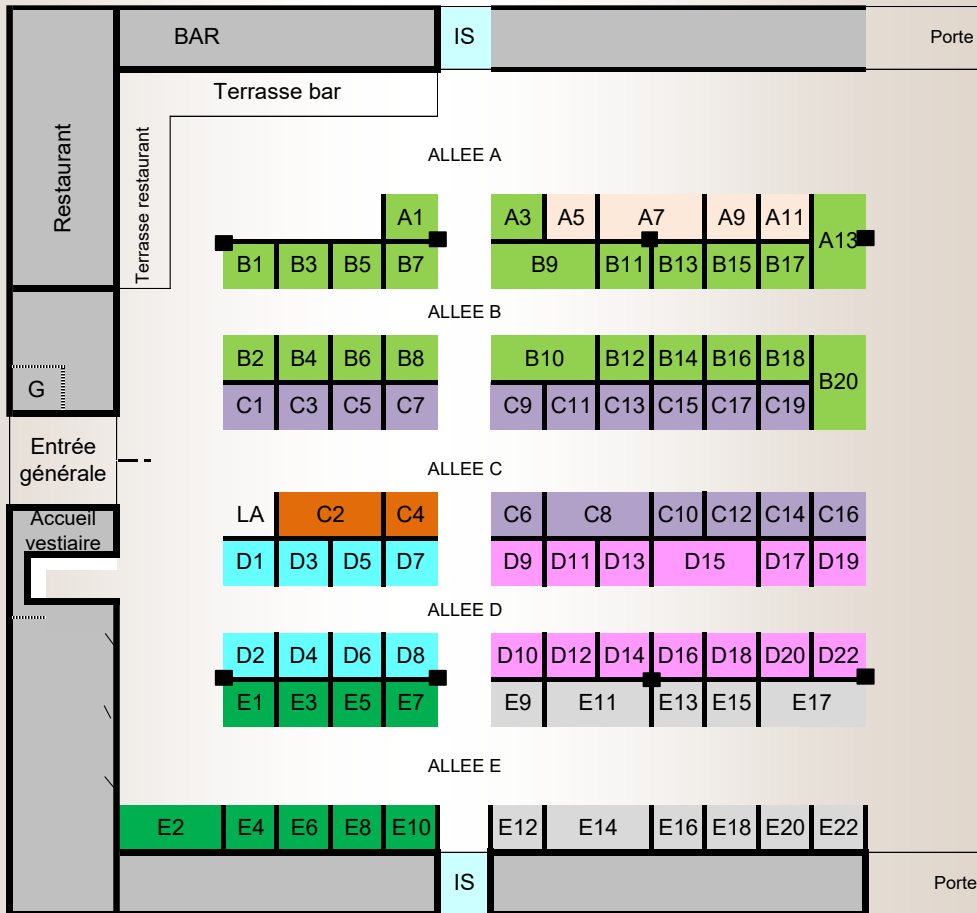 BAR
IS
Porte
Terrasse bar
Restaurant
Terrasse restaurant
ALLEE A
A1
A3
A5
A7
A9
A11
A13
B1
B3
B5
B7
B9
B11
B13
B15
B17
ALLEE B
B2
B4
B6
B8
B10
B12
B14
B16
B18
B20
G
C1
C3
C5
C7
C9
C11
C13
C15
C17
C19
Entrée
générale
ALLEE C
Accueil
vestiaire
LA
C2
C4
C6
C8
C10
C12
C14
C16
D1
D3
D5
D7
D9
D11
D13
D15
D17
D19
ALLEE D
D2
D4
D6
D8
D10
D12
D14
D16
D18
D20
D22
E1
E3
E5
E7
E9
E11
E13
E15
E17
ALLEE E
E2
E4
E6
E8
E10
E12
E14
E16
E18
E20
E22
IS
Porte